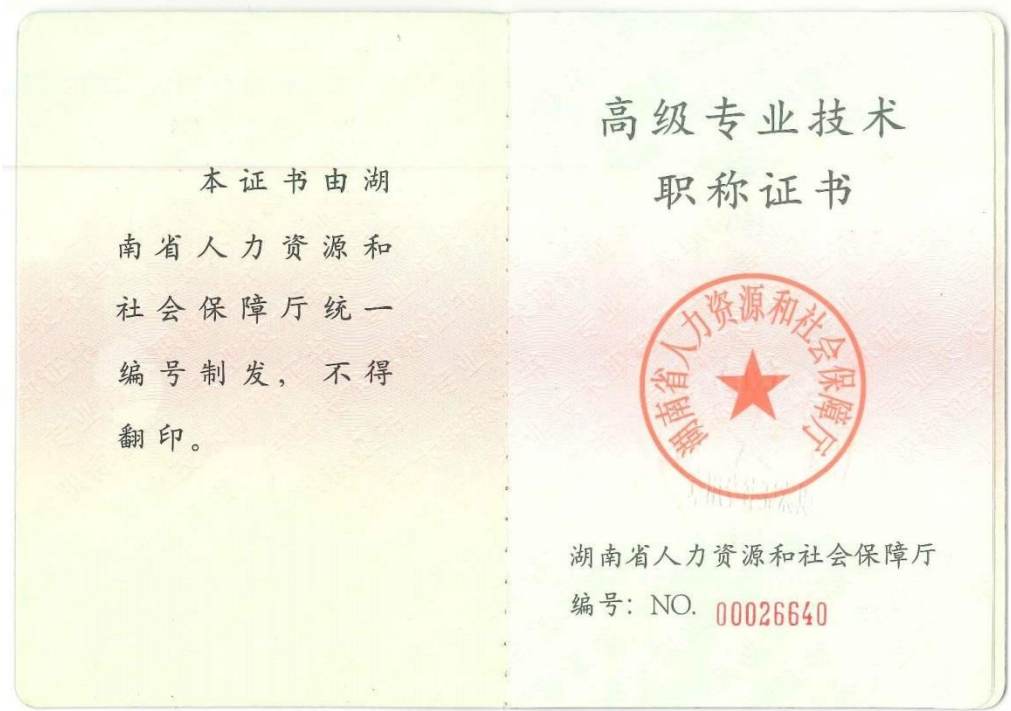 本证书由湖
南省人力资源和
社会保障厅统一
编号制发，不得
翻印。
高级专业技术
职称证书
湖南省人力资源和社会保障厅
湖南省人力资源和社会保障厅
编号：NO. 00026640